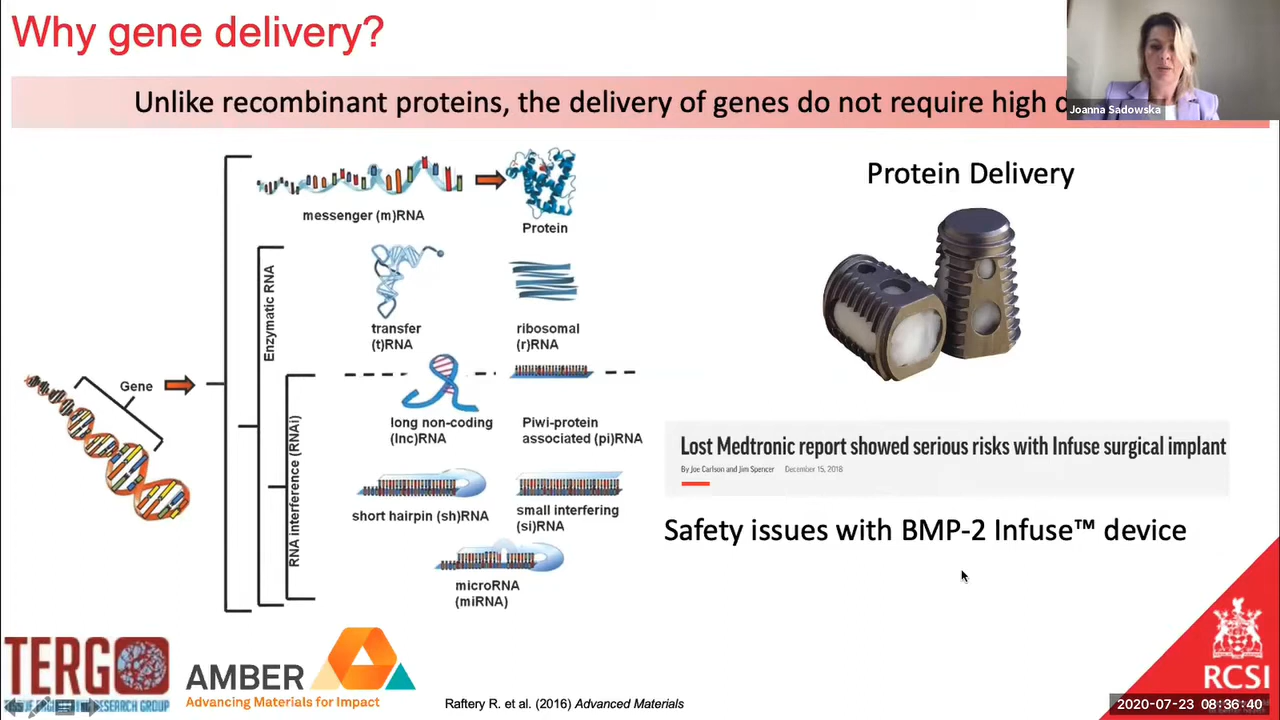 Why gene delivery?
Joanna Sadowska
Unlike recombinant proteins, the delivery of genes do not require high
messenger (m)RNA
Protein
Enzymatic RNA
transfer
(t)RNA
ribosomal
(r)RNA
Gene
RNA interference (RNAi)
long non-coding
(lnc)RNA
Piwi-protein
associated (pi)RNA
short hairpin (sh)RNA
small interfering
(si)RNA
microRNA
(miRNA)
Protein Delivery
Lost Medtronic report showed serious risks with Infuse surgical implant
By Joe Carlson and Jim Spencer December 15, 2018
Safety issues with BMP-2 Infuse™ device
TERG
RESEARCH GROUP
AMBER
Advancing Materials for Impact
Raftery R. et al. (2016) Advanced Materials
RCSI
2020-07-23 08:36:40